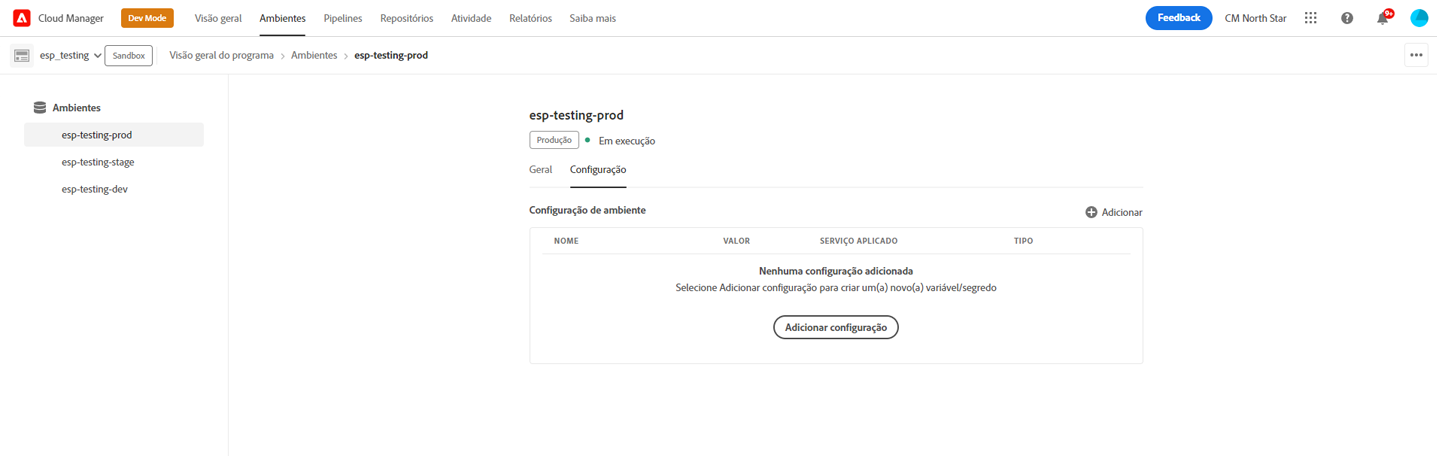 Cloud Manager Dev Mode Visão geral Ambientes Pipelines Repositórios Atividade Relatórios Saiba mais Feedback CM North Star 9+
esp_testing Sandbox Visão geral do programa Ambientes esp-testing-prod
Ambientes
esp-testing-prod
esp-testing-stage
esp-testing-dev
esp-testing-prod
Produção Em execução
Geral Configuração
Configuração de ambiente Adicionar
NOME VALOR SERVIÇO APLICADO TIPO
Nenhuma configuração adicionada
Selecione Adicionar configuração para criar um(a) novo(a) variável/segredo
Adicionar configuração